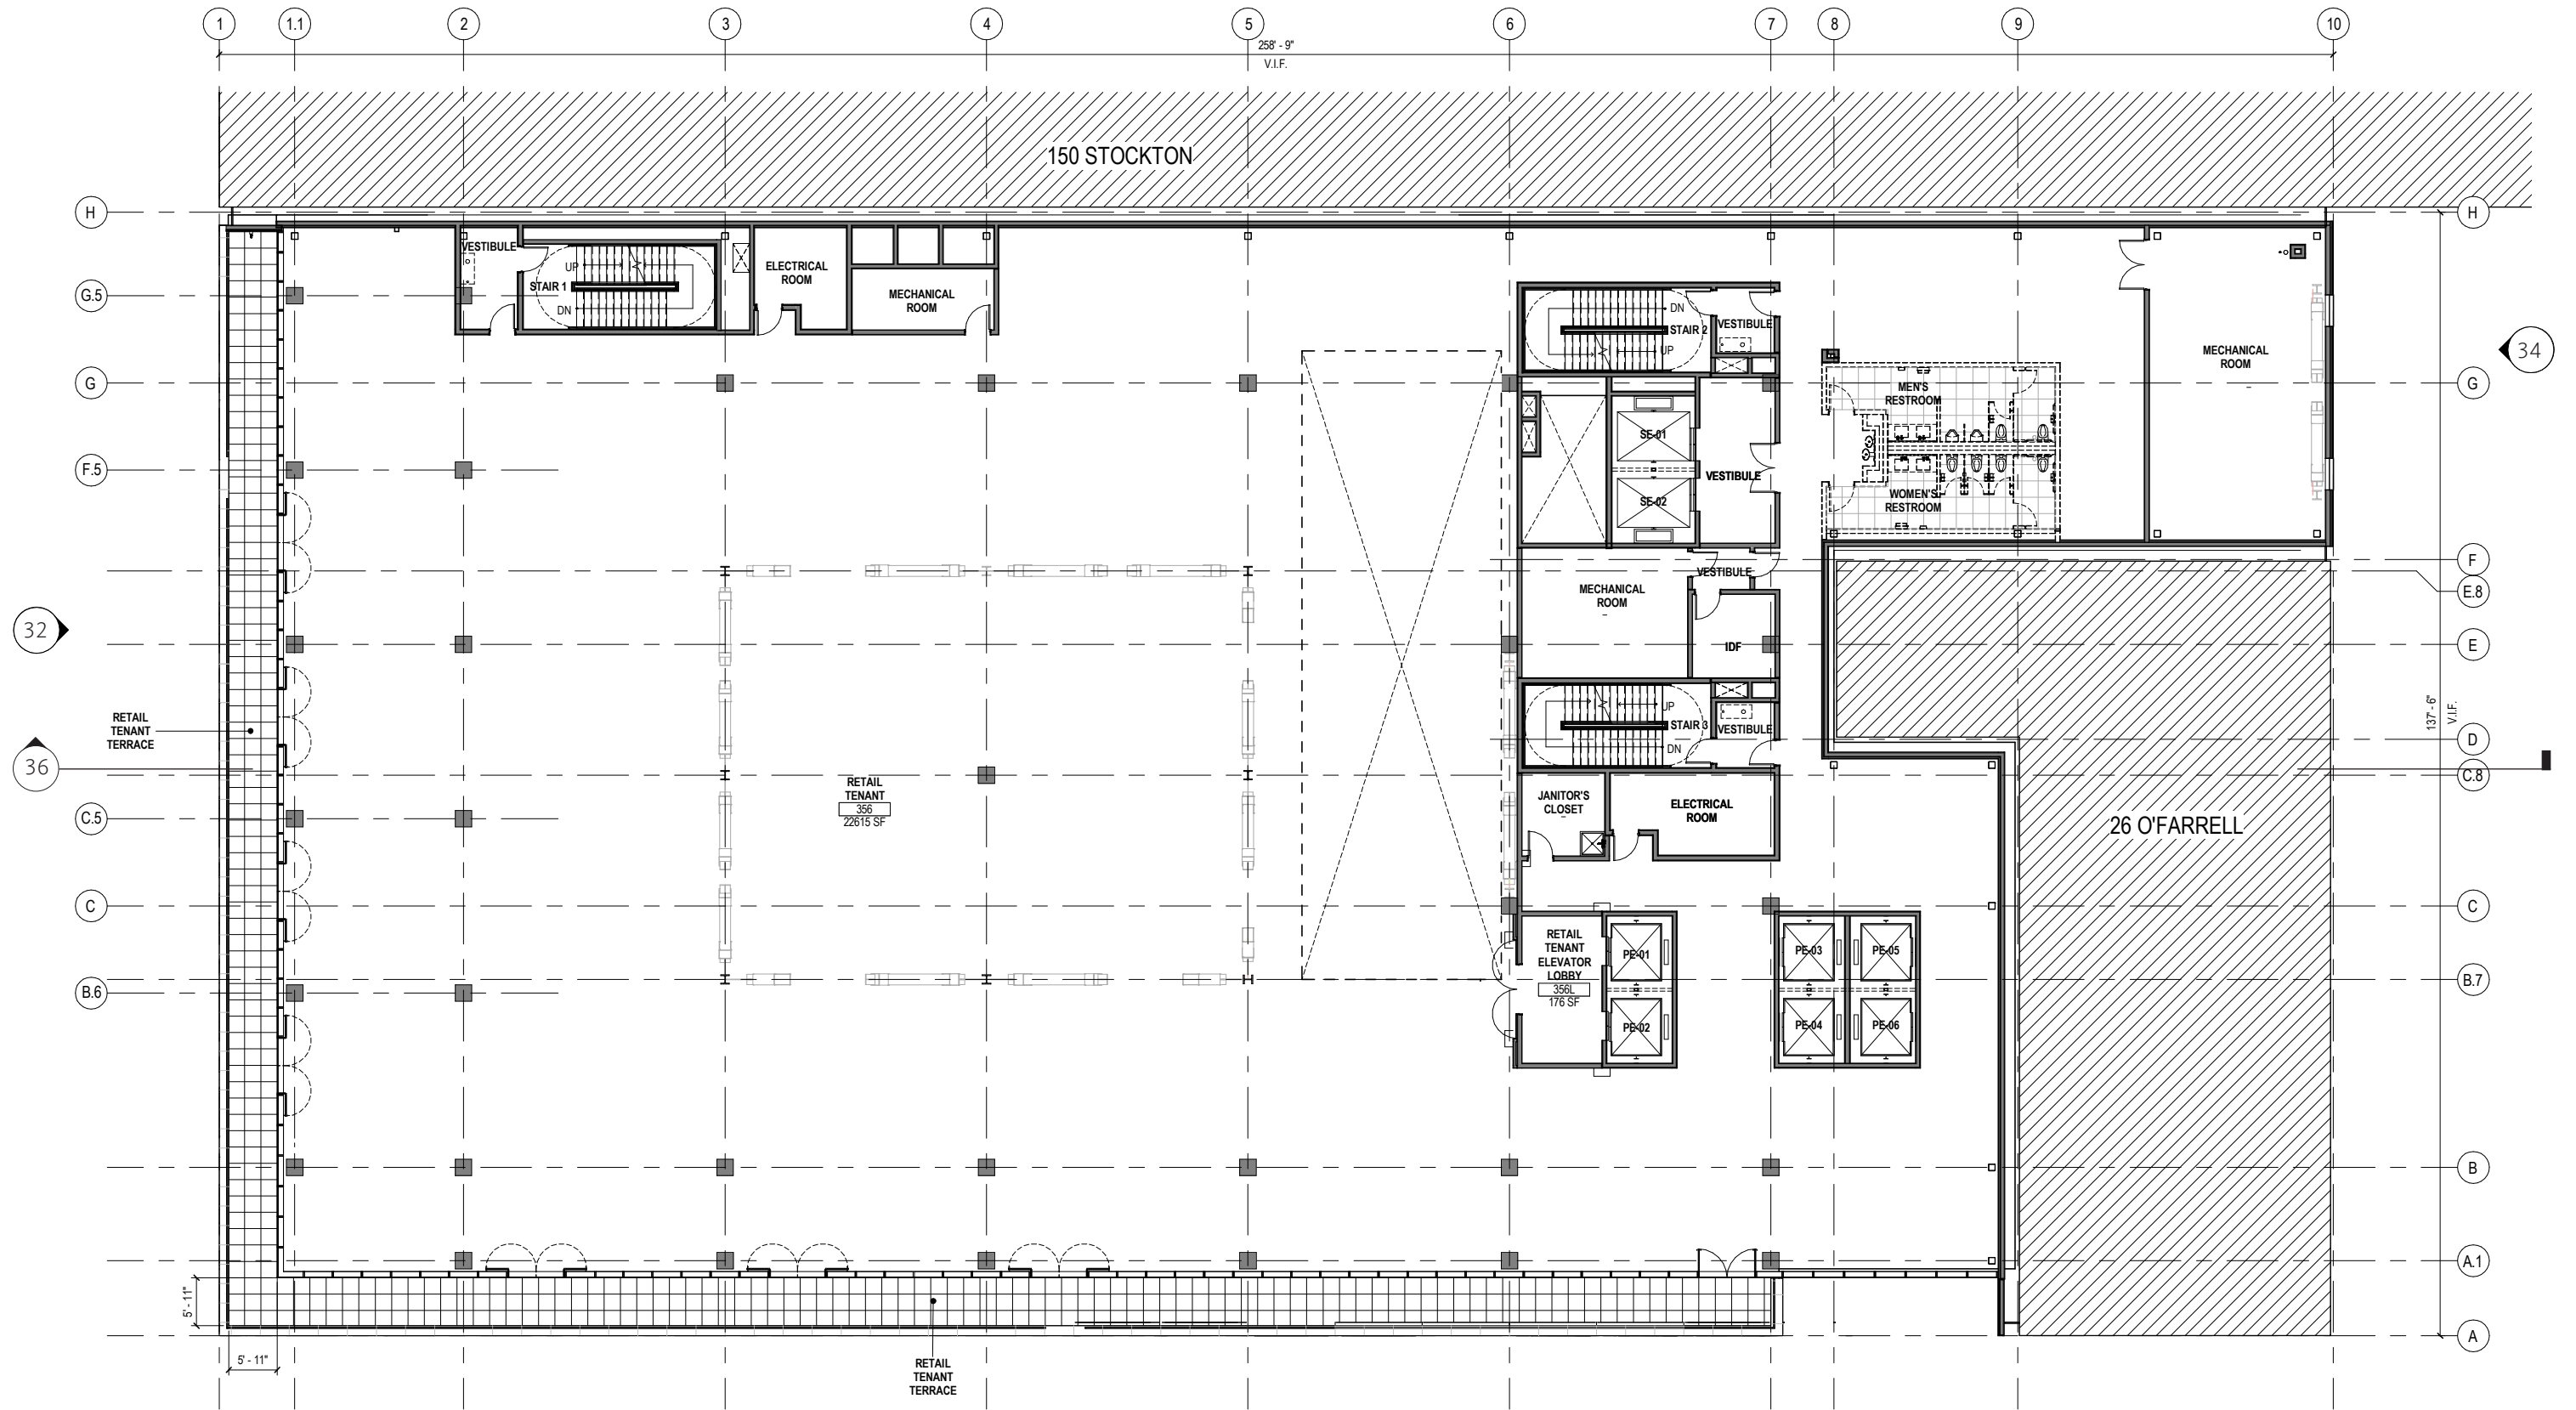 1 1.1 2 3 4 5 6 7 8 9 10
258' - 9"
V.I.F.
150 STOCKTON
H
H
VESTIBULE
UP
STAIR 1
DN
ELECTRICAL
ROOM
MECHANICAL
ROOM
G.5
DN
STAIR 2
UP
VESTIBULE
MECHANICAL
ROOM
34
G
G
MEN'S
RESTROOM
SE-01
F.5
VESTIBULE
SE-02
WOMEN'S
RESTROOM
F
VESTIBULE
MECHANICAL
ROOM
E.8
32
IDF
E
137' - 6"
V.I.F.
RETAIL
TENANT
TERRACE
UP
STAIR 3
VESTIBULE
DN
D
36
C.8
RETAIL
TENANT
356
22615 SF
JANITOR'S
CLOSET
ELECTRICAL
ROOM
C.5
26 O'FARRELL
C
C
RETAIL
TENANT
ELEVATOR
LOBBY
356L
176 SF
PE-01
PE-03
PE-05
B.6
B.7
PE-02
PE-04
PE-06
B
A.1
5' - 11"
A
5' - 11"
RETAIL
TENANT
TERRACE